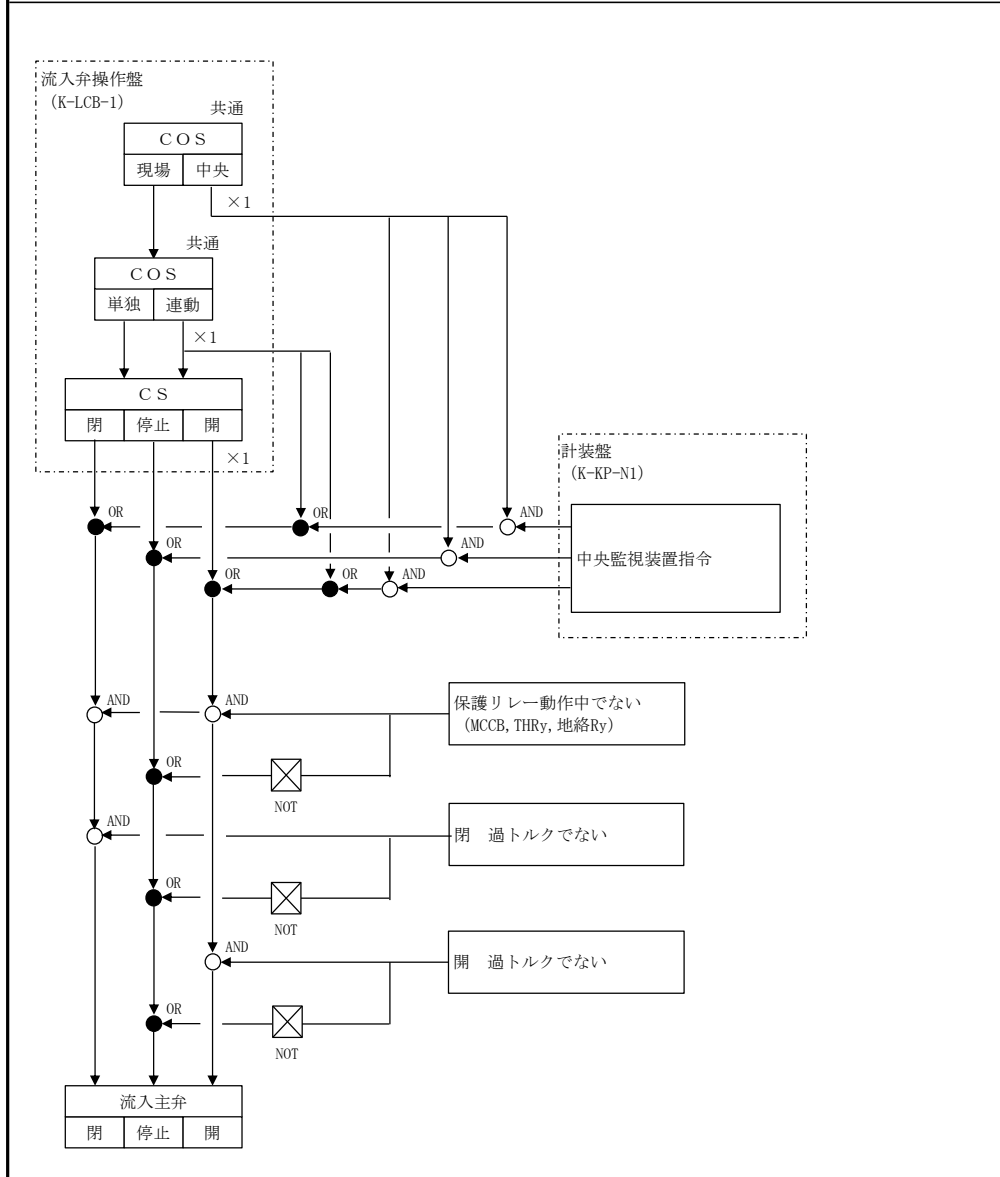 流入弁操作盤
(K-LCB-1)
共通
ＣＯＳ
現場 中央
×1
共通
ＣＯＳ
単独 連動
×1
ＣＳ
閉 停止 開
×1
計装盤
(K-KP-N1)
OR OR AND
OR AND
中央監視装置指令
OR OR AND
AND AND
保護リレー動作中でない
(MCCB,THRy,地絡Ry)
OR
NOT
AND
閉　過トルクでない
OR
NOT
AND
開　過トルクでない
OR
NOT
流入主弁
閉 停止 開